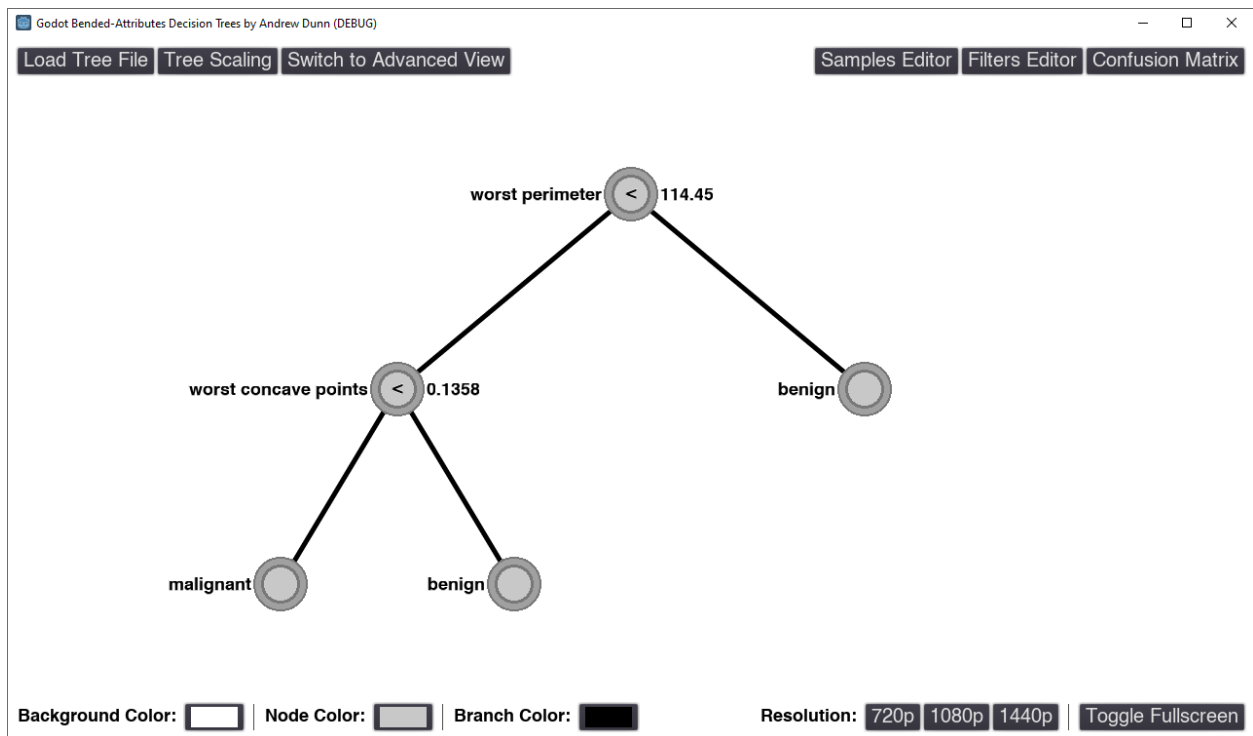 Godot Bended-Attributes Decision Trees by Andrew Dunn (DEBUG)
Load Tree File Tree Scaling Switch to Advanced View Samples Editor Filters Editor Confusion Matrix
worst perimeter < 114.45
worst concave points < 0.1358 benign
malignant benign
Background Color: Node Color: Branch Color: Resolution: 720p 1080p 1440p Toggle Fullscreen